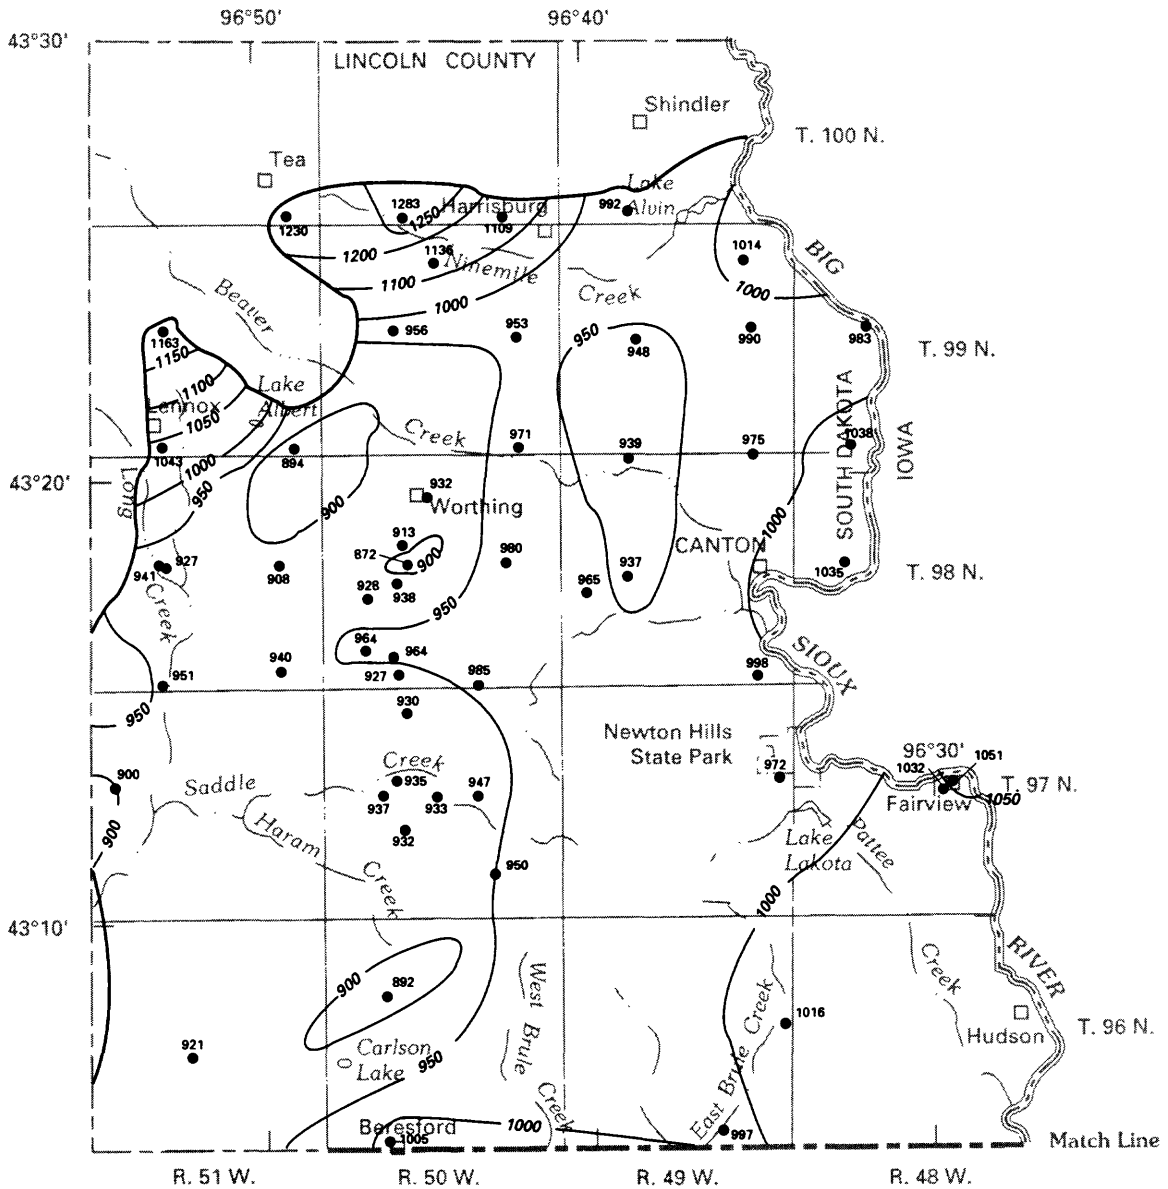 96°50'
96°40'
43°30'
LINCOLN COUNTY
Shindler
T. 100 N.
Tea
Lake
Alvin
1283
Harrisburg
992
1250
1230
1109
1014
BIG
1200
1136
Ninemile
1100
Creek
1000
1000
Beaver
956
953
950
948
990
983
T. 99 N.
1163
1150
1100
Lake
Albert
Lennox
1050
Creek
971
939
975
1038
SOUTH DAKOTA
IOWA
1043
1000
894
43°20'
Long
950
900
932
Worthing
1000
913
872
900
980
CANTON
941
927
908
928
938
965
937
1035
T. 98 N.
Creek
950
964
964
SIOUX
940
927
985
998
951
950
930
Newton Hills
State Park
96°30'
1051
900
Saddle
Creek
935
947
972
1032
T. 97 N.
937
933
Fairview
1050
900
Haram
932
Lake
Lakota
Pattee
Creek
950
1000
43°10'
900
892
West Brule
Creek
East Brule Creek
Creek
RIVER
1016
Hudson
T. 96 N.
921
Carlson
Lake
950
Beresford
1005
1000
997
Match Line
R. 51 W.
R. 50 W.
R. 49 W.
R. 48 W.